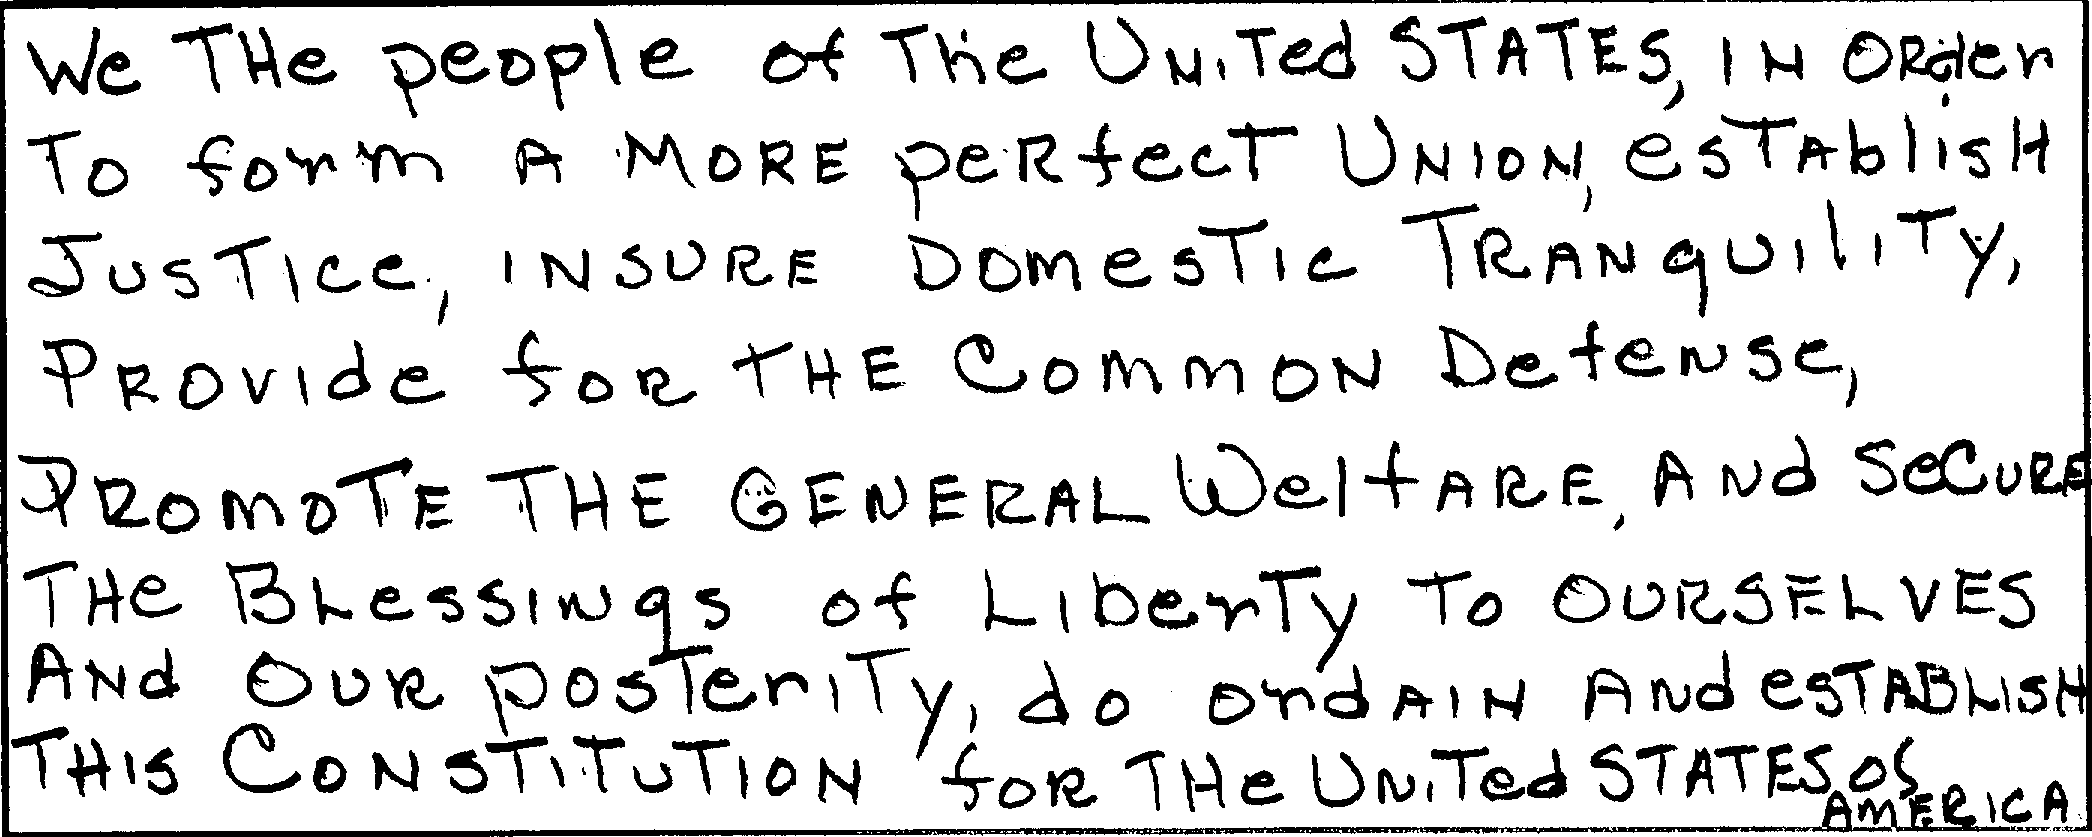 We THe people of The UNiTed STATES, IN ORder
To form A MORE peRfecT UNION, esTAblisH
JusTice, INSURE DomesTic TRANquiliTy,
PROVide foR THE Common Defense,
PROMOTE THE GENERAL WelfARE, ANd SeCURE
THe BLessiNgs of LiberTy To OURSELVES
ANd OUR posTeriTy, do ordAIN ANd esTABLISH
THis CoNSTiTuTION foR THe UNiTed STATES of
AMERICA